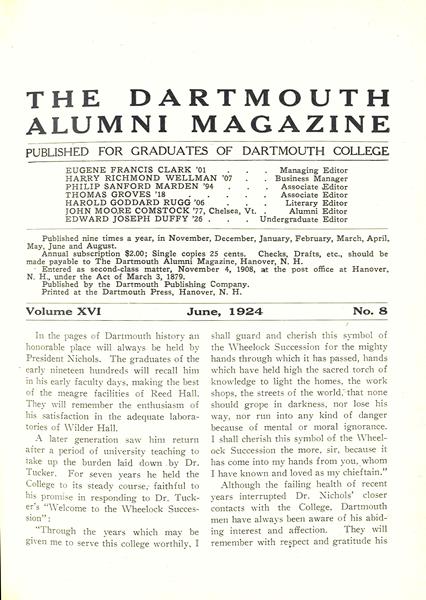 THE DARTMOUTH
ALUMNI MAGAZINE
PUBLISHED FOR GRADUATES OF DARTMOUTH COLLEGE
EUGENE FRANCIS CLARK '01 . . . Managing Editor
HARRY RICHMOND WELLMAN '07 . . Business Manager
PHILIP SANFORD MARDEN '94 . . . Associate Editor
THOMAS GROVES '18 . . . . Associate Editor
HAROLD GODDARD RUGG '06 . . . Literary Editor
JOHN MOORE COMSTOCK '77, Chelsea, Vt. . Alumni Editor
EDWARD JOSEPH DUFFY '26 . . Undergraduate Editor
Published nine times a year, in November, December, January, February, March, April,
May, June and August.
Annual subscription $2.00; Single copies 25 cents. Checks, Drafts, etc., should be
made payable to The Dartmouth Alumni Magazine, Hanover, N. H.
Entered as second-class matter, November 4, 1908, at the post office at Hanover,
N. H., under the Act of March 3, 1879.
Published by the Dartmouth Publishing Company.
Printed at the Dartmouth Press, Hanover, N. H.
Volume XVI June, 1924 No. 8
In the pages of Dartmouth history an
honorable place will always be held by
President Nichols. The graduates of the
early nineteen hundreds will recall him
in his early faculty days, making the best
of the meagre facilities of Reed Hall.
They will remember the enthusiasm of
his satisfaction in the adequate labora-
tories of Wilder Hall.
A later generation saw him return
after a period of university teaching to
take up the burden laid down by Dr.
Tucker. For seven years he held the
College to its steady course, faithful to
his promise in responding to Dr. Tuck-
er's "Welcome to the Wheelock Succes-
sion":
"Through the years which may be
given me to serve this college worthily, I
shall guard and cherish this symbol of
the Wheelock Succession for the mighty
hands through which it has passed, hands
which have held high the sacred torch of
knowledge to light the homes, the work
shops, the streets of the world, that none
should grope in darkness, nor lose his
way, nor run into any kind of danger
because of mental or moral ignorance.
I shall cherish this symbol of the Wheel-
ock Succession the more, sir, because it
has come into my hands from you, whom
I have known and loved as my chieftain."
Although the failing health of recent
years interrupted Dr. Nichols' closer
contacts with the College, Dartmouth
men have always been aware of his abid-
ing interest and affection. They will
remember with respect and gratitude his